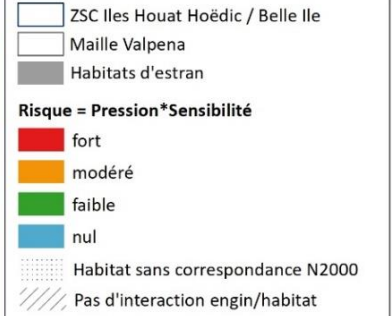 ZSC Iles Houat Hoëdic / Belle Ile
Maille Valpena
Habitats d'estran
Risque = Pression*Sensibilité
fort
modéré
faible
nul
Habitat sans correspondance N2000
Pas d'interaction engin/habitat